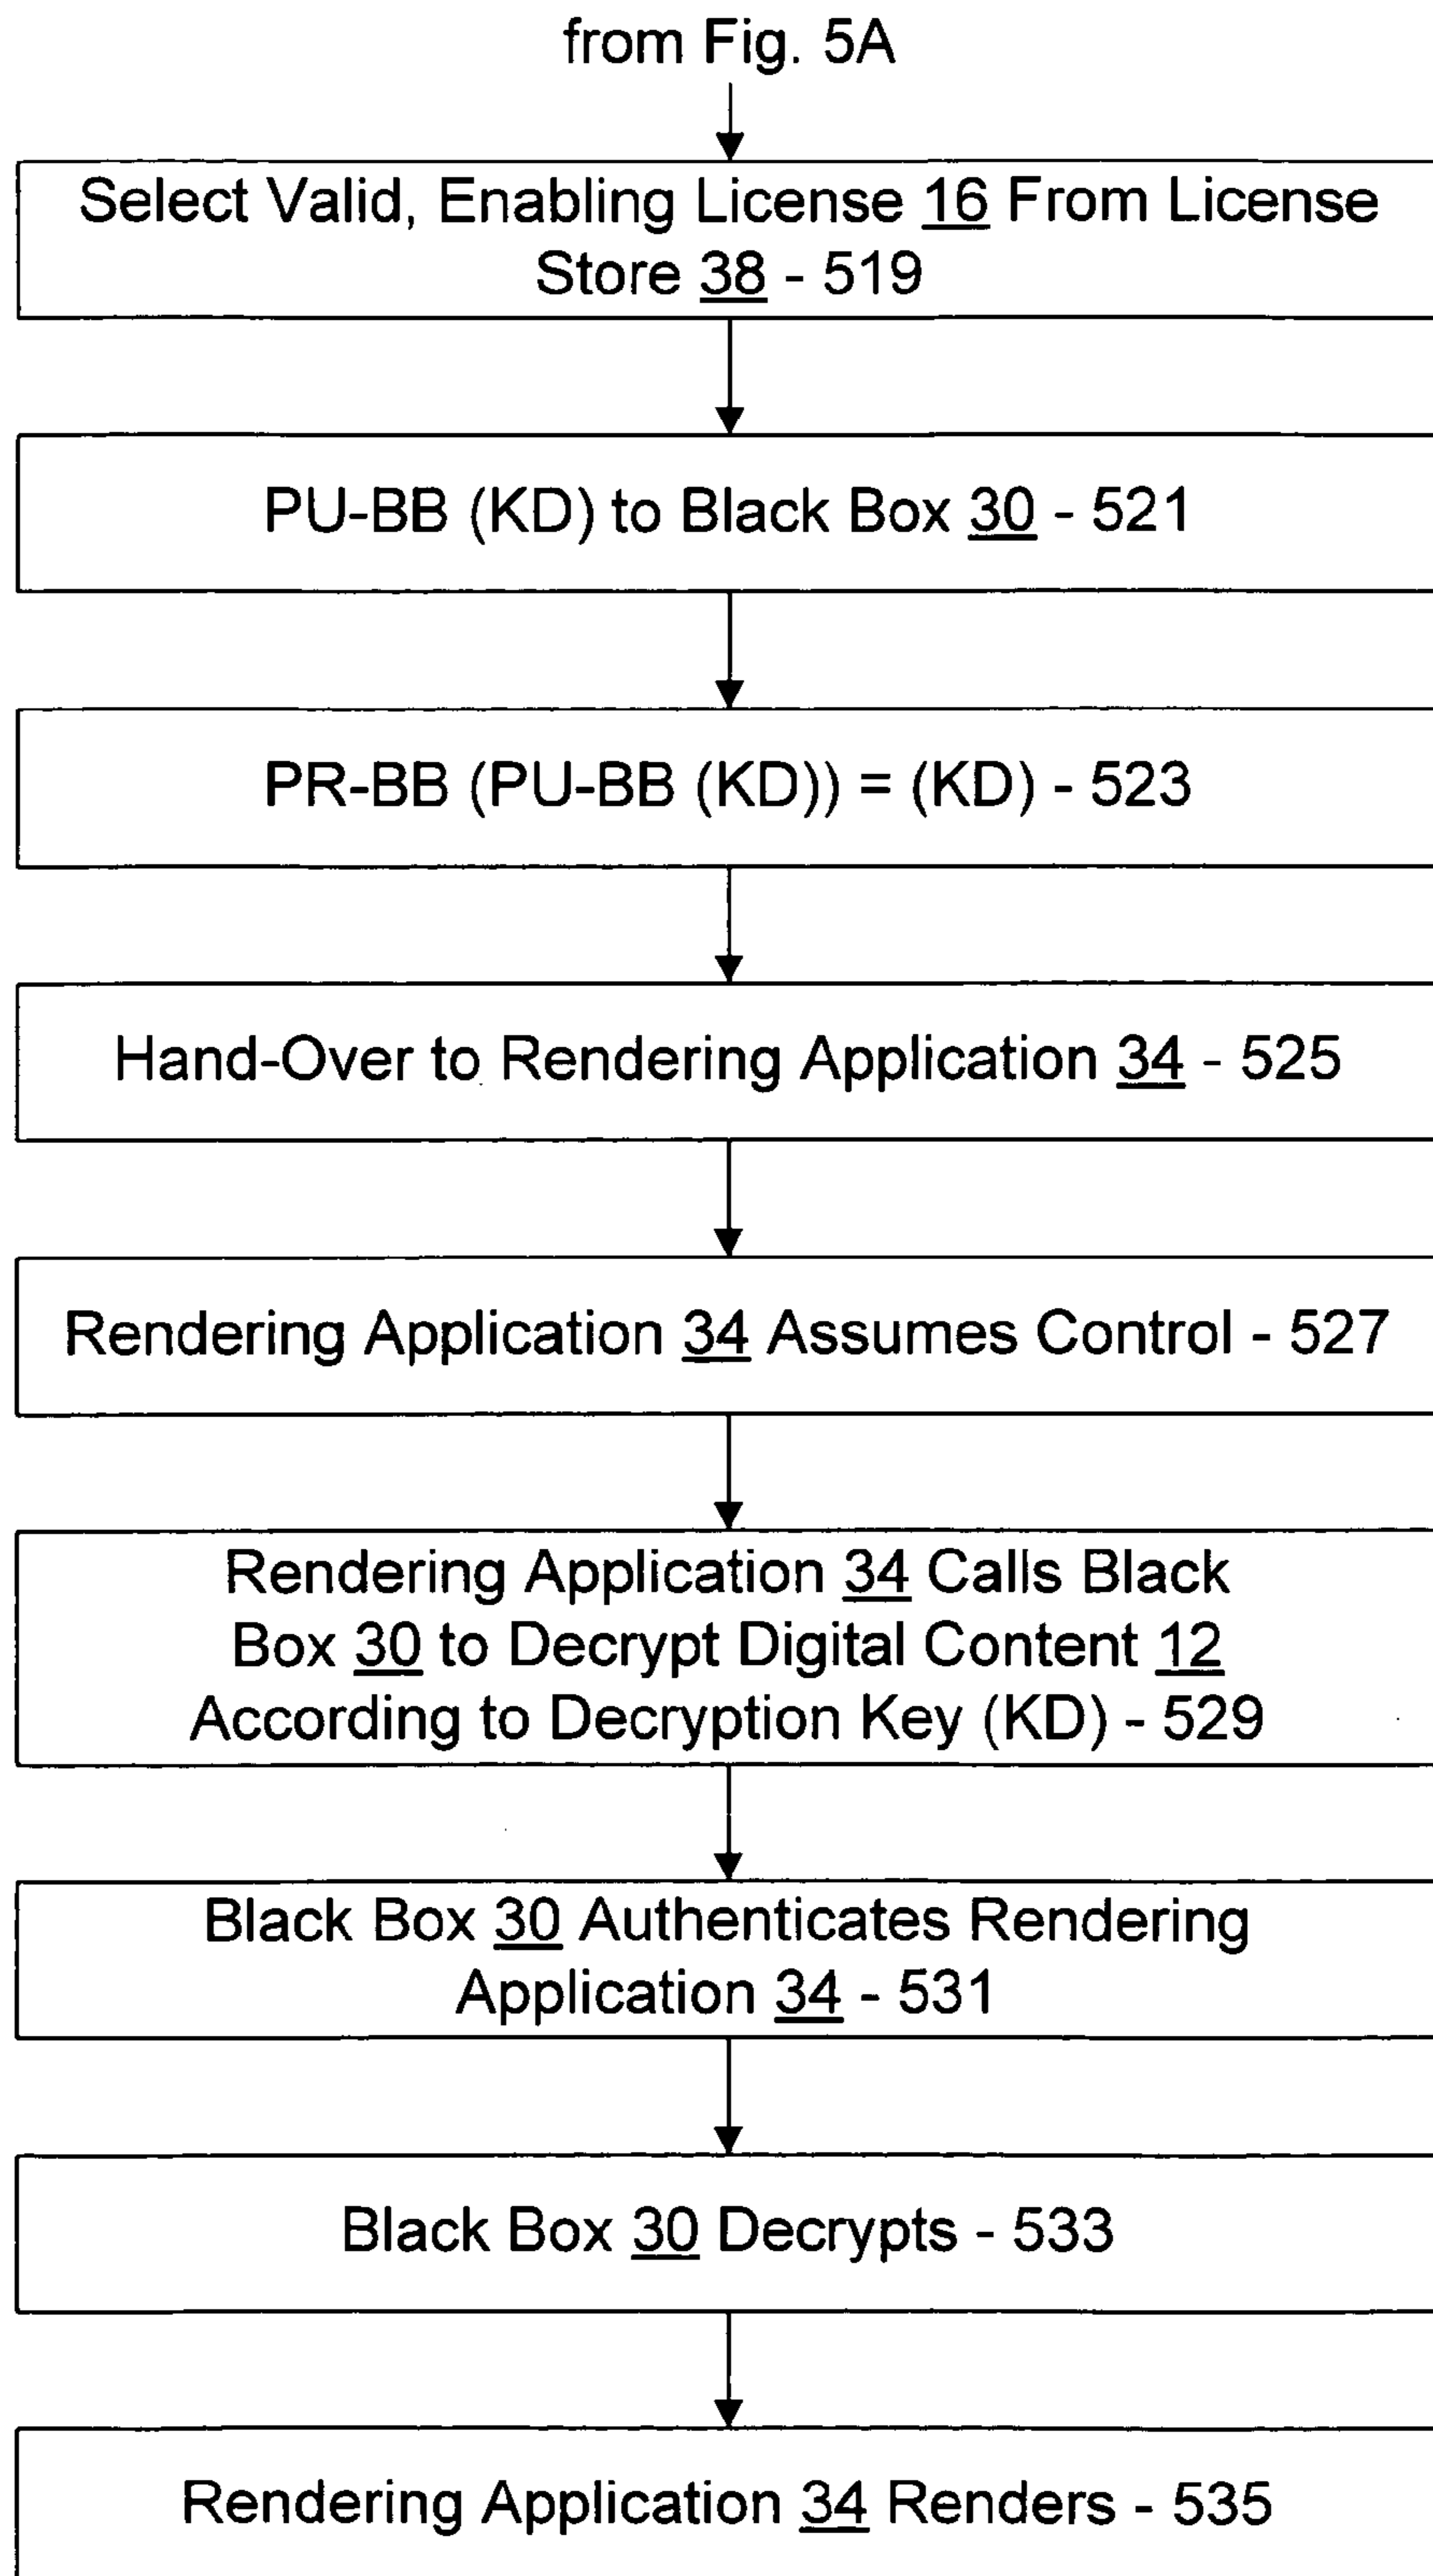 from Fig. 5A
Select Valid, Enabling License 16 From License
Store 38 - 519
PU-BB (KD) to Black Box 30 - 521
PR-BB (PU-BB (KD)) = (KD) - 523
Hand-Over to Rendering Application 34 - 525
Rendering Application 34 Assumes Control - 527
Rendering Application 34 Calls Black
Box 30 to Decrypt Digital Content 12
According to Decryption Key (KD) - 529
Black Box 30 Authenticates Rendering
Application 34 - 531
Black Box 30 Decrypts - 533
Rendering Application 34 Renders - 535